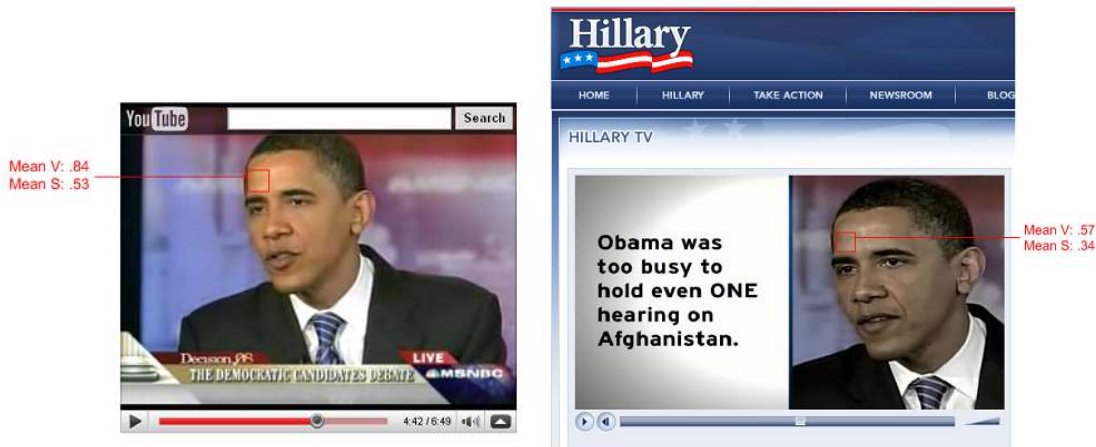 You Tube Search
Mean V: .84
Mean S: .53
Decision 08
LIVE
THE DEMOCRATIC CANDIDATES DEBATE MSNBC
4:42 / 6:49
Hillary
HOME HILLARY TAKE ACTION NEWSROOM BLOG
HILLARY TV
Obama was
too busy to
hold even ONE
hearing on
Afghanistan.
Mean V: .57
Mean S: .34